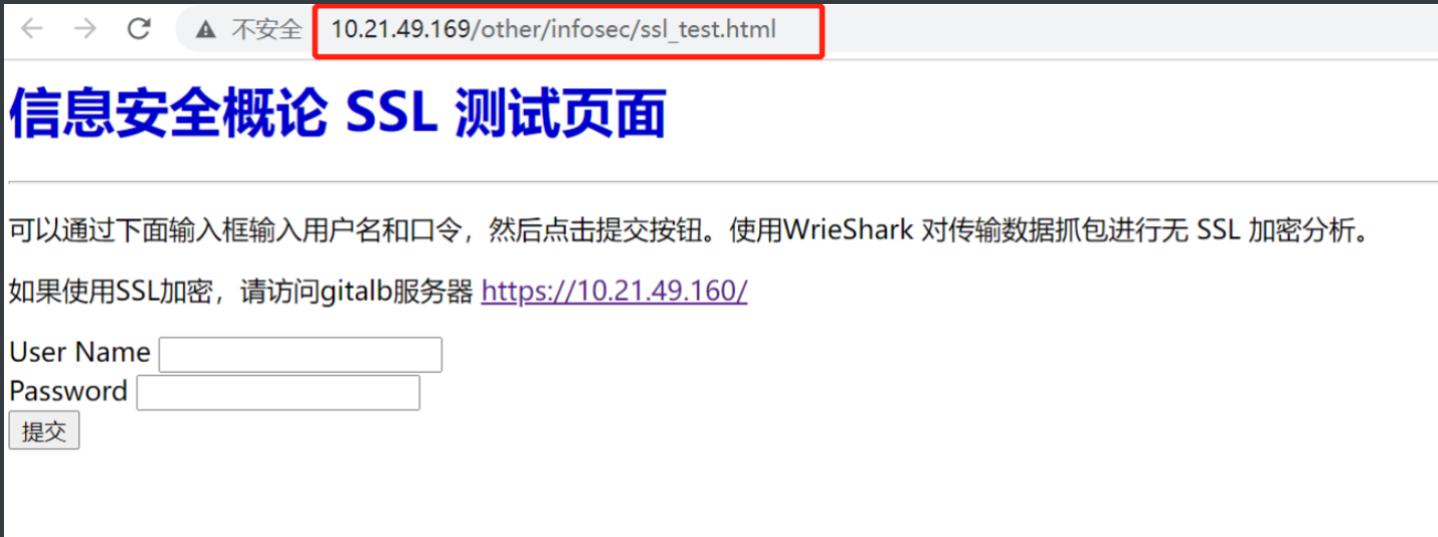 不安全 10.21.49.169/other/infosec/ssl_test.html
信息安全概论 SSL 测试页面
可以通过下面输入框输入用户名和口令，然后点击提交按钮。使用WrieShark 对传输数据抓包进行无 SSL 加密分析。
如果使用SSL加密，请访问gitalb服务器 https://10.21.49.160/
User Name
Password
提交